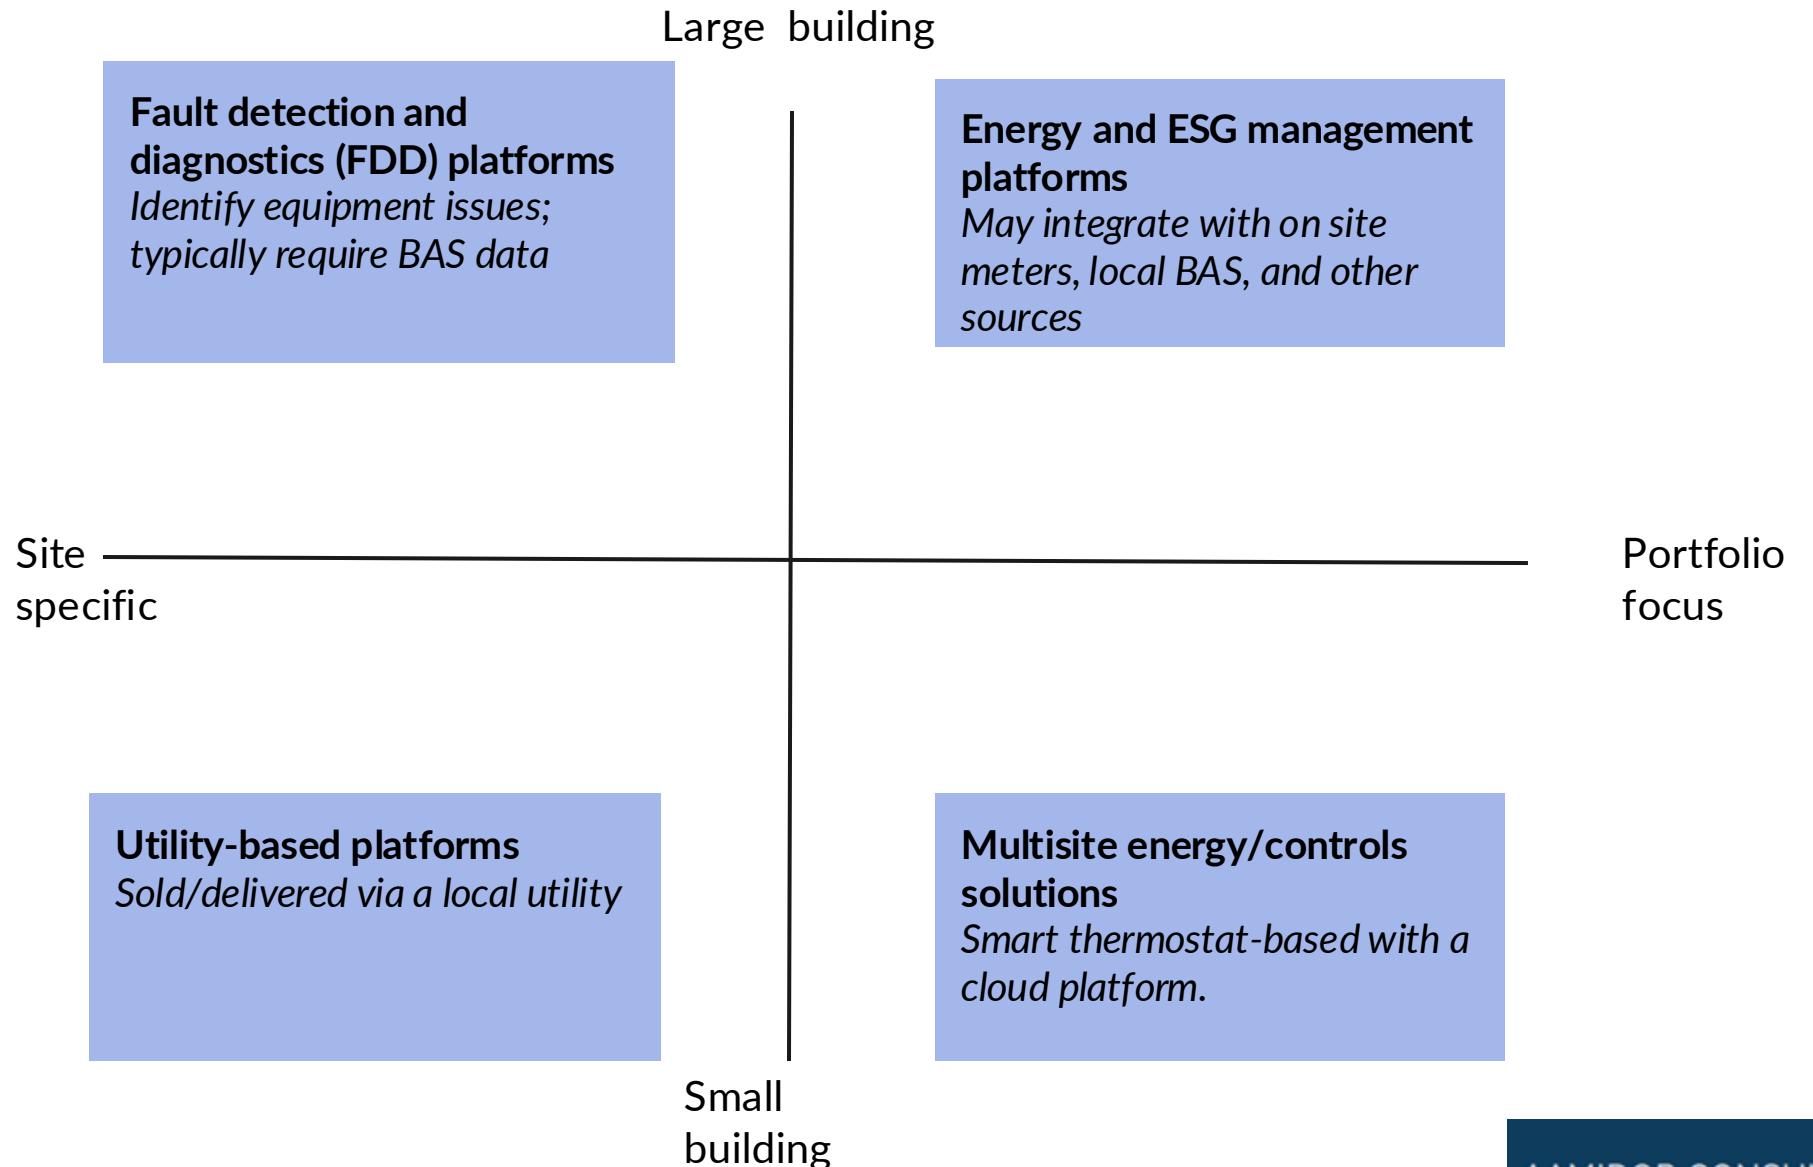 Large building
Fault detection and
diagnostics (FDD) platforms
Identify equipment issues;
typically require BAS data
Energy and ESG management
platforms
May integrate with on site
meters, local BAS, and other
sources
Site
specific
Portfolio
focus
Utility-based platforms
Sold/delivered via a local utility
Multisite energy/controls
solutions
Smart thermostat-based with a
cloud platform.
Small
building